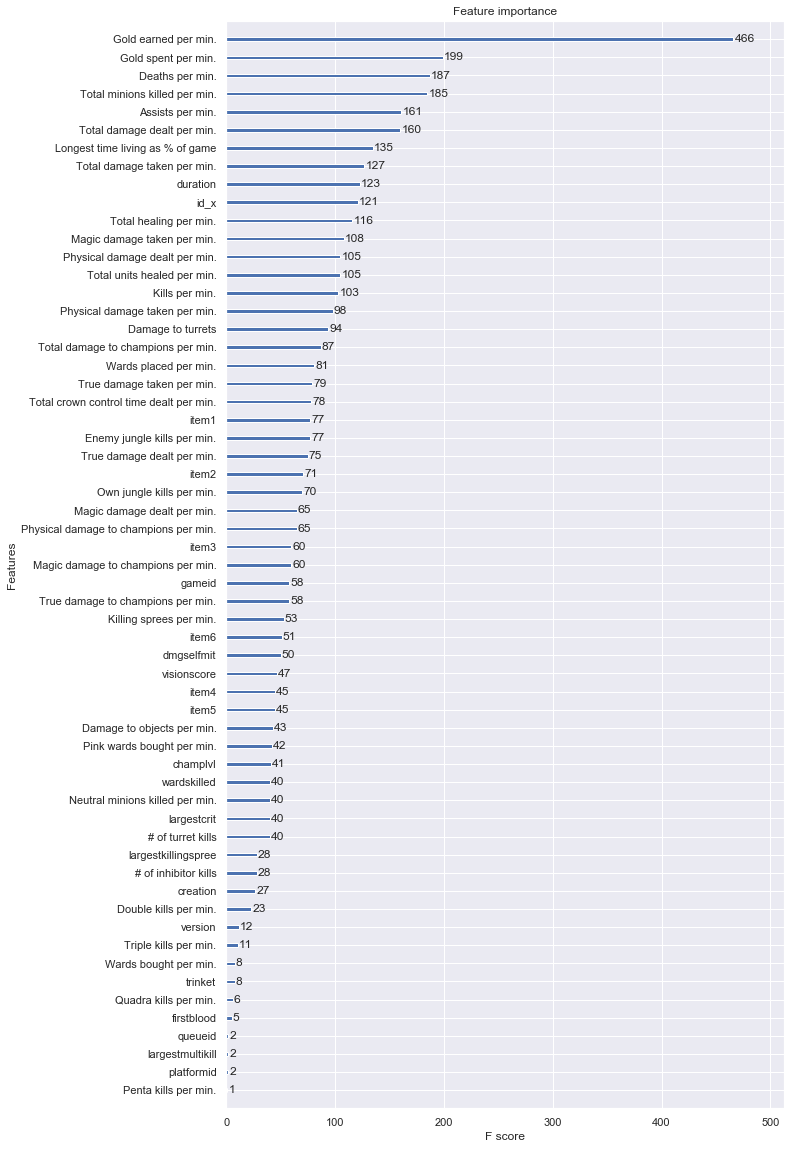 Feature importance
Gold earned per min. 466
Gold spent per min. 199
Deaths per min. 187
Total minions killed per min. 185
Assists per min. 161
Total damage dealt per min. 160
Longest time living as % of game 135
Total damage taken per min. 127
duration 123
id_x 121
Total healing per min. 116
Magic damage taken per min. 108
Physical damage dealt per min. 105
Total units healed per min. 105
Kills per min. 103
Physical damage taken per min. 98
Damage to turrets 94
Total damage to champions per min. 87
Wards placed per min. 81
True damage taken per min. 79
Total crown control time dealt per min. 78
item1 77
Enemy jungle kills per min. 77
True damage dealt per min. 75
item2 71
Own jungle kills per min. 70
Magic damage dealt per min. 65
Physical damage to champions per min. 65
item3 60
Magic damage to champions per min. 60
gameid 58
True damage to champions per min. 58
Killing sprees per min. 53
item6 51
dmgselfmit 50
visionscore 47
item4 45
item5 45
Damage to objects per min. 43
Pink wards bought per min. 42
champlvl 41
wardskilled 40
Neutral minions killed per min. 40
largestcrit 40
# of turret kills 40
largestkillingspree 28
# of inhibitor kills 28
creation 27
Double kills per min. 23
version 12
Triple kills per min. 11
Wards bought per min. 8
trinket 8
Quadra kills per min. 6
firstblood 5
queueid 2
largestmultikill 2
platformid 2
Penta kills per min. 1
Features
0 100 200 300 400 500
F score